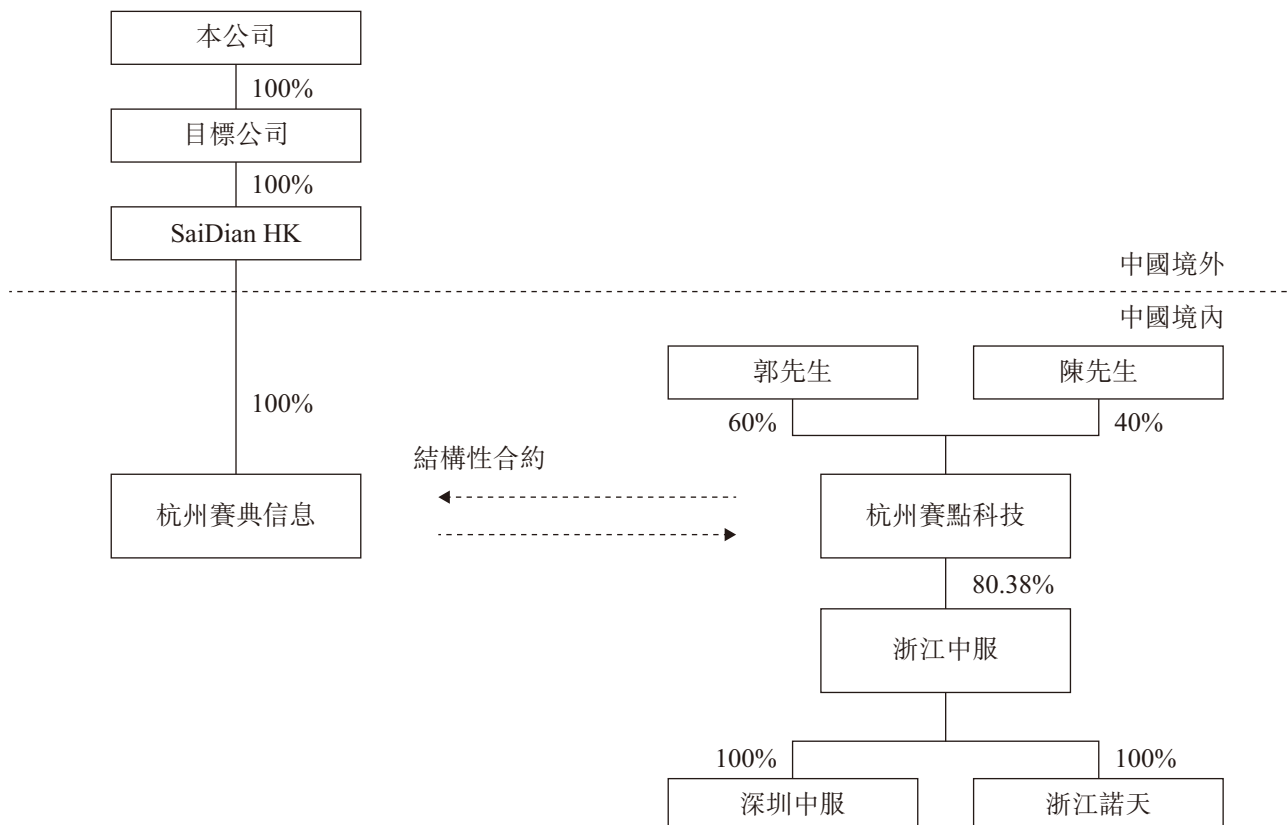 本公司
100%
目標公司
100%
SaiDian HK
中國境外
中國境內
郭先生
陳先生
100%
60%
40%
結構性合約
杭州賽典信息
杭州賽點科技
80.38%
浙江中服
100%
100%
深圳中服
浙江諾天